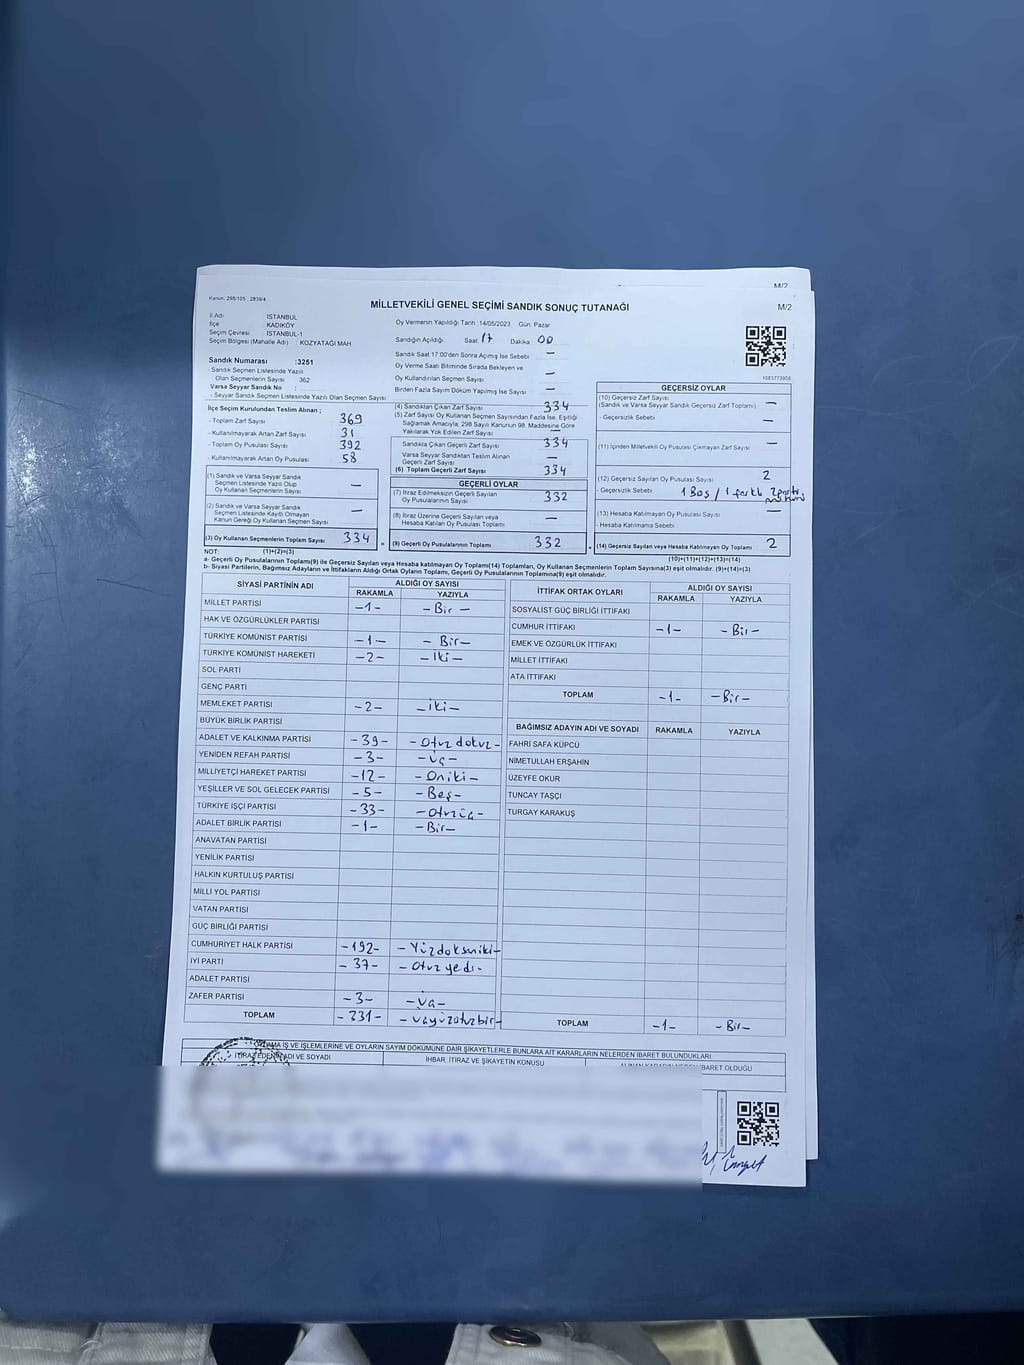 M/2
Kanun: 298/105 ; 2839/4
MİLLETVEKİLİ GENEL SEÇİMİ SANDIK SONUÇ TUTANAĞI
M/2
İl Adı : İSTANBUL
İlçe KADIKÖY
Seçim Çevresi İSTANBUL-1
Seçim Bölgesi (Mahalle Adı) : KOZYATAĞI MAH
Oy Vermenin Yapıldığı Tarih : 14/05/2023 Gün: Pazar
Sandığın Açıldığı Saat 17 Dakika 00
Sandık Saat 17:00'den Sonra Açılmış İse Sebebi —
Oy Verme Saati Bitiminde Sırada Bekleyen ve
Oy Kullandırılan Seçmen Sayısı —
Birden Fazla Sayım Döküm Yapılmış İse Sayısı —
Sandık Numarası :3251
- Sandık Seçmen Listesinde Yazılı
Olan Seçmenlerin Sayısı 362
Varsa Seyyar Sandık No :
- Seyyar Sandık Seçmen Listesinde Yazılı Olan Seçmen Sayısı
İlçe Seçim Kurulundan Teslim Alınan ;
- Toplam Zarf Sayısı 369
- Kullanılmayarak Artan Zarf Sayısı 31
- Toplam Oy Pusulası Sayısı 392
- Kullanılmayarak Artan Oy Pusulası 58
(1) Sandık ve Varsa Seyyar Sandık
Seçmen Listesinde Yazılı Olup
Oy Kullanan Seçmenlerin Sayısı —
(2) Sandık ve Varsa Seyyar Sandık
Seçmen Listesinde Kayıtlı Olmayan
Kanun Gereği Oy Kullanan Seçmen Sayısı —
(3) Oy Kullanan Seçmenlerin Toplam Sayısı 334
(4) Sandıktan Çıkan Zarf Sayısı 334
(5) Zarf Sayısı Oy Kullanan Seçmen Sayısından Fazla İse, Eşitliği
Sağlamak Amacıyla; 298 Sayılı Kanunun 98. Maddesine Göre
Yakılarak Yok Edilen Zarf Sayısı —
Sandıkla Çıkan Geçerli Zarf Sayısı 334
Varsa Seyyar Sandıktan Teslim Alınan
Geçerli Zarf Sayısı —
(6) Toplam Geçerli Zarf Sayısı 334
GEÇERLİ OYLAR
(7) İtiraz Edilmeksizin Geçerli Sayılan
Oy Pusulalarının Sayısı 332
(8) İtiraz Üzerine Geçerli Sayılan veya
Hesaba Katılan Oy Pusulası Toplamı —
= (9) Geçerli Oy Pusulalarının Toplamı 332
GEÇERSİZ OYLAR
(10) Geçersiz Zarf Sayısı
(Sandık ve Varsa Seyyar Sandık Geçersiz Zarf Toplamı) —
- Geçersizlik Sebebi —
(11) İçinden Milletvekili Oy Pusulası Çıkmayan Zarf Sayısı —
(12) Geçersiz Sayılan Oy Pusulası Sayısı 2
- Geçersizlik Sebebi 1 Boş / 1 farklı 2 parti mührü
(13) Hesaba Katılmayan Oy Pusulası Sayısı —
- Hesaba Katılmama Sebebi
+ (14) Geçersiz Sayılan veya Hesaba Katılmayan Oy Toplamı 2
NOT: (1)+(2)=(3) (10)+(11)+(12)+(13)=(14)
a- Geçerli Oy Pusulalarının Toplamı(9) ile Geçersiz Sayılan veya Hesaba katılmayan Oy Toplamı(14) Toplamları, Oy Kullanan Seçmenlerin Toplam Sayısına(3) eşit olmalıdır. (9)+(14)=(3)
b- Siyasi Partilerin, Bağımsız Adayların ve İttifakların Aldığı Ortak Oyların Toplamı, Geçerli Oy Pusulalarının Toplamına(9) eşit olmalıdır.
SİYASİ PARTİNİN ADI ALDIĞI OY SAYISI
RAKAMLA YAZIYLA
MİLLET PARTİSİ -1- -Bir-
HAK VE ÖZGÜRLÜKLER PARTİSİ
TÜRKİYE KOMÜNİST PARTİSİ -1- -Bir-
TÜRKİYE KOMÜNİST HAREKETİ -2- -İki-
SOL PARTİ
GENÇ PARTİ
MEMLEKET PARTİSİ -2- -iki-
BÜYÜK BİRLİK PARTİSİ
ADALET VE KALKINMA PARTİSİ -39- -Otuz dokuz-
YENİDEN REFAH PARTİSİ -3- -Üç-
MİLLİYETÇİ HAREKET PARTİSİ -12- -Oniki-
YEŞİLLER VE SOL GELECEK PARTİSİ -5- -Beş-
TÜRKİYE İŞÇİ PARTİSİ -33- -otuzüç-
ADALET BİRLİK PARTİSİ -1- -Bir-
ANAVATAN PARTİSİ
YENİLİK PARTİSİ
HALKIN KURTULUŞ PARTİSİ
MİLLİ YOL PARTİSİ
VATAN PARTİSİ
GÜÇ BİRLİĞİ PARTİSİ
CUMHURİYET HALK PARTİSİ -192- -Yüzdoksaniki-
İYİ PARTİ -37- -otuz yedi-
ADALET PARTİSİ
ZAFER PARTİSİ -3- -üç-
TOPLAM -331- -üçyüzotuzbir-
İTTİFAK ORTAK OYLARI ALDIĞI OY SAYISI
RAKAMLA YAZIYLA
SOSYALİST GÜÇ BİRLİĞİ İTTİFAKI
CUMHUR İTTİFAKI -1- -Bir-
EMEK VE ÖZGÜRLÜK İTTİFAKI
MİLLET İTTİFAKI
ATA İTTİFAKI
TOPLAM -1- -Bir-
BAĞIMSIZ ADAYIN ADI VE SOYADI RAKAMLA YAZIYLA
FAHRİ SAFA KÜPCÜ
NİMETULLAH ERŞAHİN
ÜZEYFE OKUR
TUNCAY TAŞÇI
TURGAY KARAKUŞ
TOPLAM -1- -Bir-
İŞ VE İŞLEMLERİNE VE OYLARIN SAYIM DÖKÜMÜNE DAİR ŞİKAYETLERLE BUNLARA AİT KARARLARIN NELERDEN İBARET BULUNDUKLARI
İTİRAZ EDENİN ADI VE SOYADI İHBAR, İTİRAZ VE ŞİKAYETİN KONUSU İBARET OLDUĞU